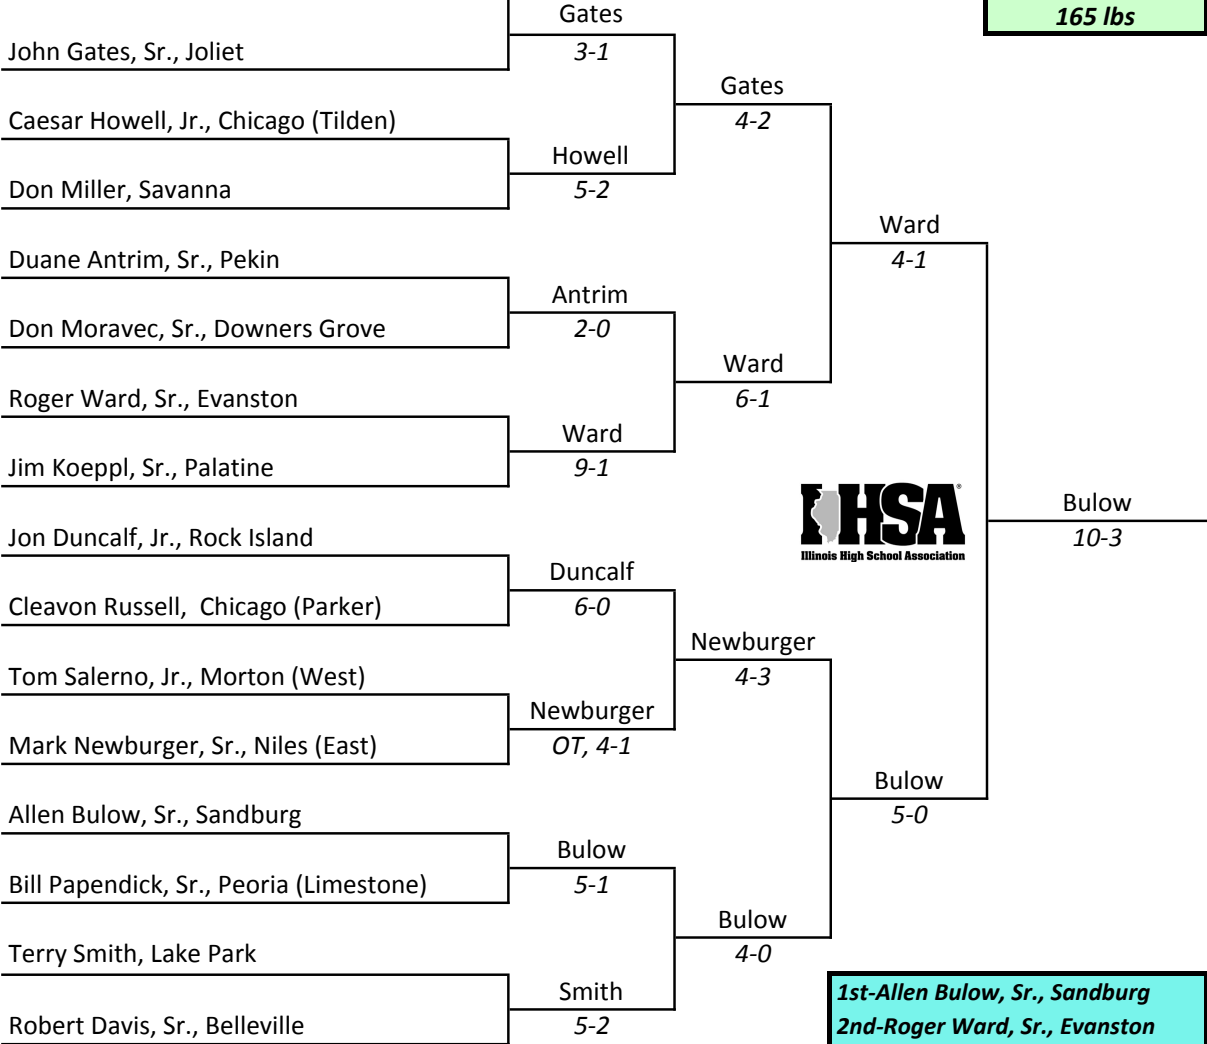 Gates
165 lbs
John Gates, Sr., Joliet
3-1
Gates
Caesar Howell, Jr., Chicago (Tilden)
4-2
Howell
Don Miller, Savanna
5-2
Ward
Duane Antrim, Sr., Pekin
4-1
Antrim
Don Moravec, Sr., Downers Grove
2-0
Ward
Roger Ward, Sr., Evanston
6-1
Ward
Jim Koeppl, Sr., Palatine
9-1
IHSA
Illinois High School Association
Bulow
10-3
Jon Duncalf, Jr., Rock Island
Duncalf
Cleavon Russell,  Chicago (Parker)
6-0
Newburger
Tom Salerno, Jr., Morton (West)
4-3
Newburger
Mark Newburger, Sr., Niles (East)
OT, 4-1
Bulow
Allen Bulow, Sr., Sandburg
5-0
Bulow
Bill Papendick, Sr., Peoria (Limestone)
5-1
Bulow
Terry Smith, Lake Park
4-0
Smith
1st-Allen Bulow, Sr., Sandburg
Robert Davis, Sr., Belleville
5-2
2nd-Roger Ward, Sr., Evanston